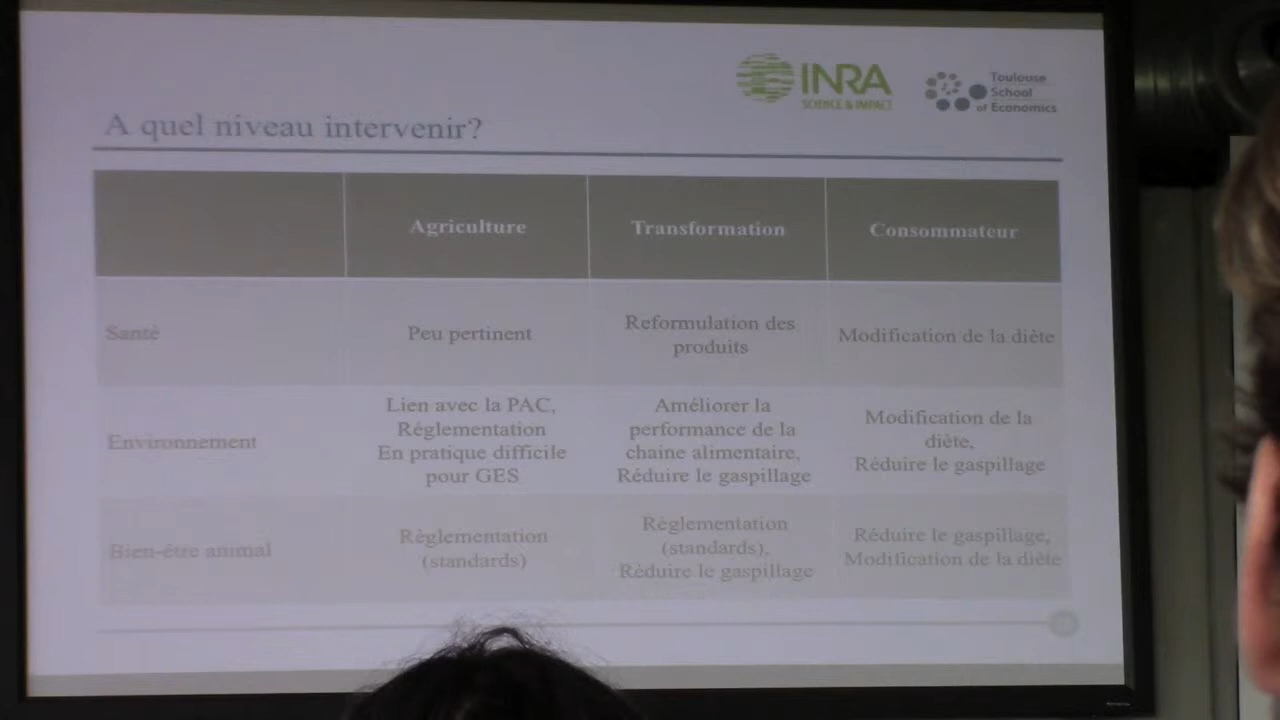 INRA
SCIENCE & IMPACT
Toulouse
School
of Economics
A quel niveau intervenir?
Agriculture
Transformation
Consommateur
Santé
Peu pertinent
Reformulation des
produits
Modification de la diète
Environnement
Lien avec la PAC,
Réglementation
En pratique difficile
pour GES
Améliorer la
performance de la
chaine alimentaire,
Réduire le gaspillage
Modification de la
diète,
Réduire le gaspillage
Bien-être animal
Règlementation
(standards)
Règlementation
(standards),
Réduire le gaspillage
Réduire le gaspillage,
Modification de la diète